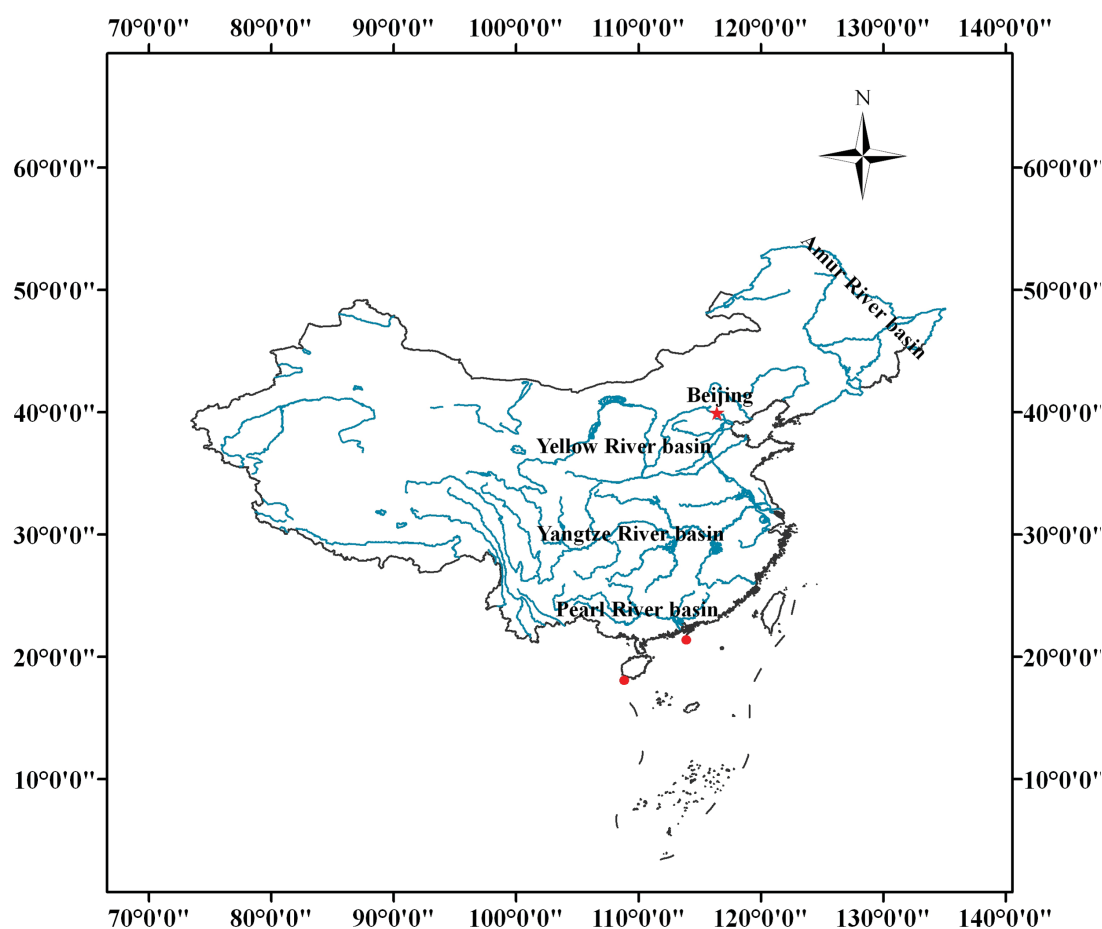 70°0'0" 80°0'0" 90°0'0" 100°0'0" 110°0'0" 120°0'0" 130°0'0" 140°0'0"
N
60°0'0" 60°0'0"
Amur River basin
50°0'0" 50°0'0"
Beijing
40°0'0" 40°0'0"
Yellow River basin
30°0'0" 30°0'0"
Yangtze River basin
Pearl River basin
20°0'0" 20°0'0"
10°0'0" 10°0'0"
70°0'0" 80°0'0" 90°0'0" 100°0'0" 110°0'0" 120°0'0" 130°0'0" 140°0'0"